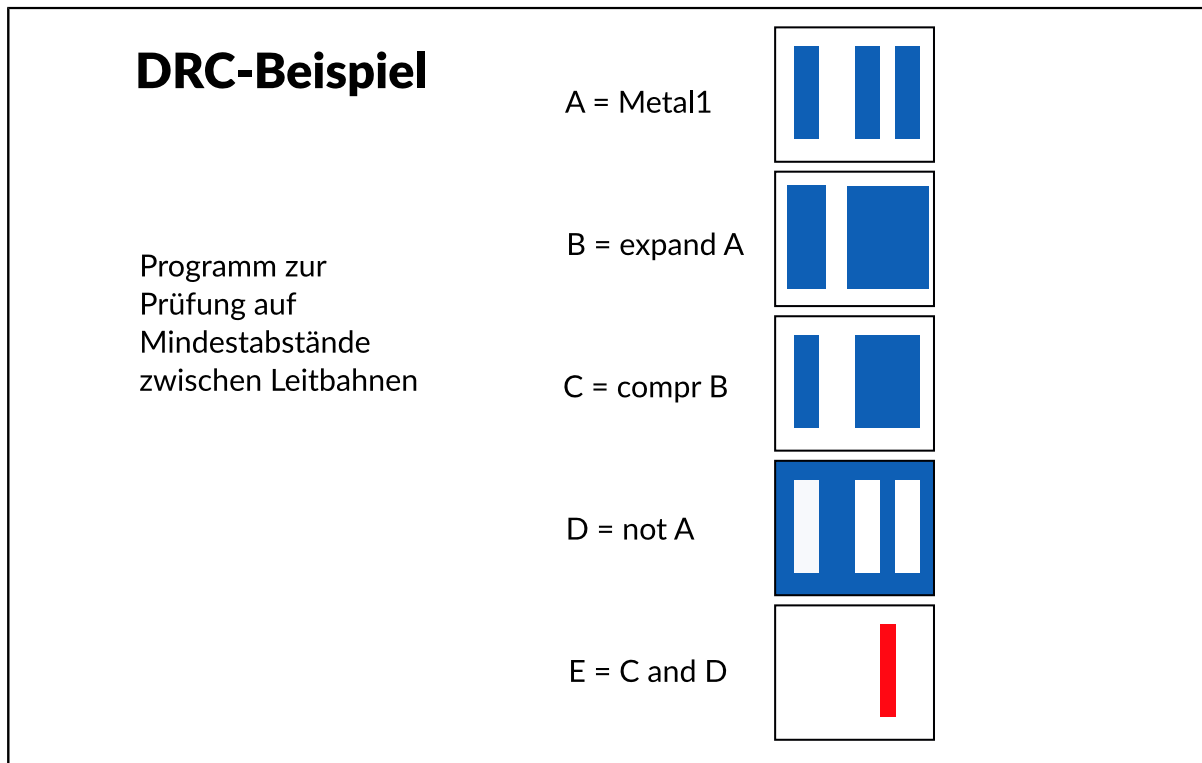 DRC-Beispiel
Programm zur
Prüfung auf
Mindestabstände
zwischen Leitbahnen
A = Metal1
B = expand A
C = compr B
D = not A
E = C and D